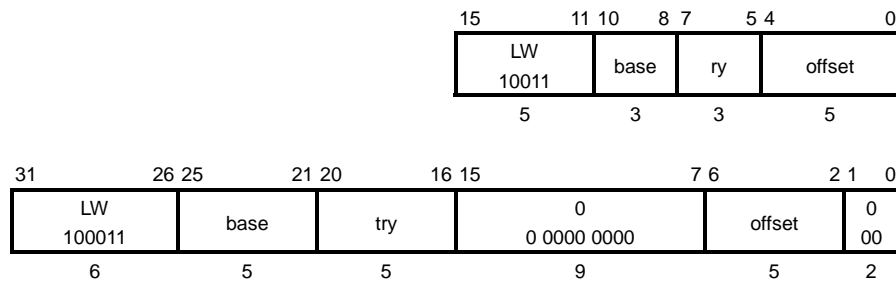 15 11 10 8 7 5 4 0
LW
10011 base ry offset
5 3 3 5
31 26 25 21 20 16 15 7 6 2 1 0
LW 0 0
100011 base try 0 0000 0000 offset 00
6 5 5 9 5 2